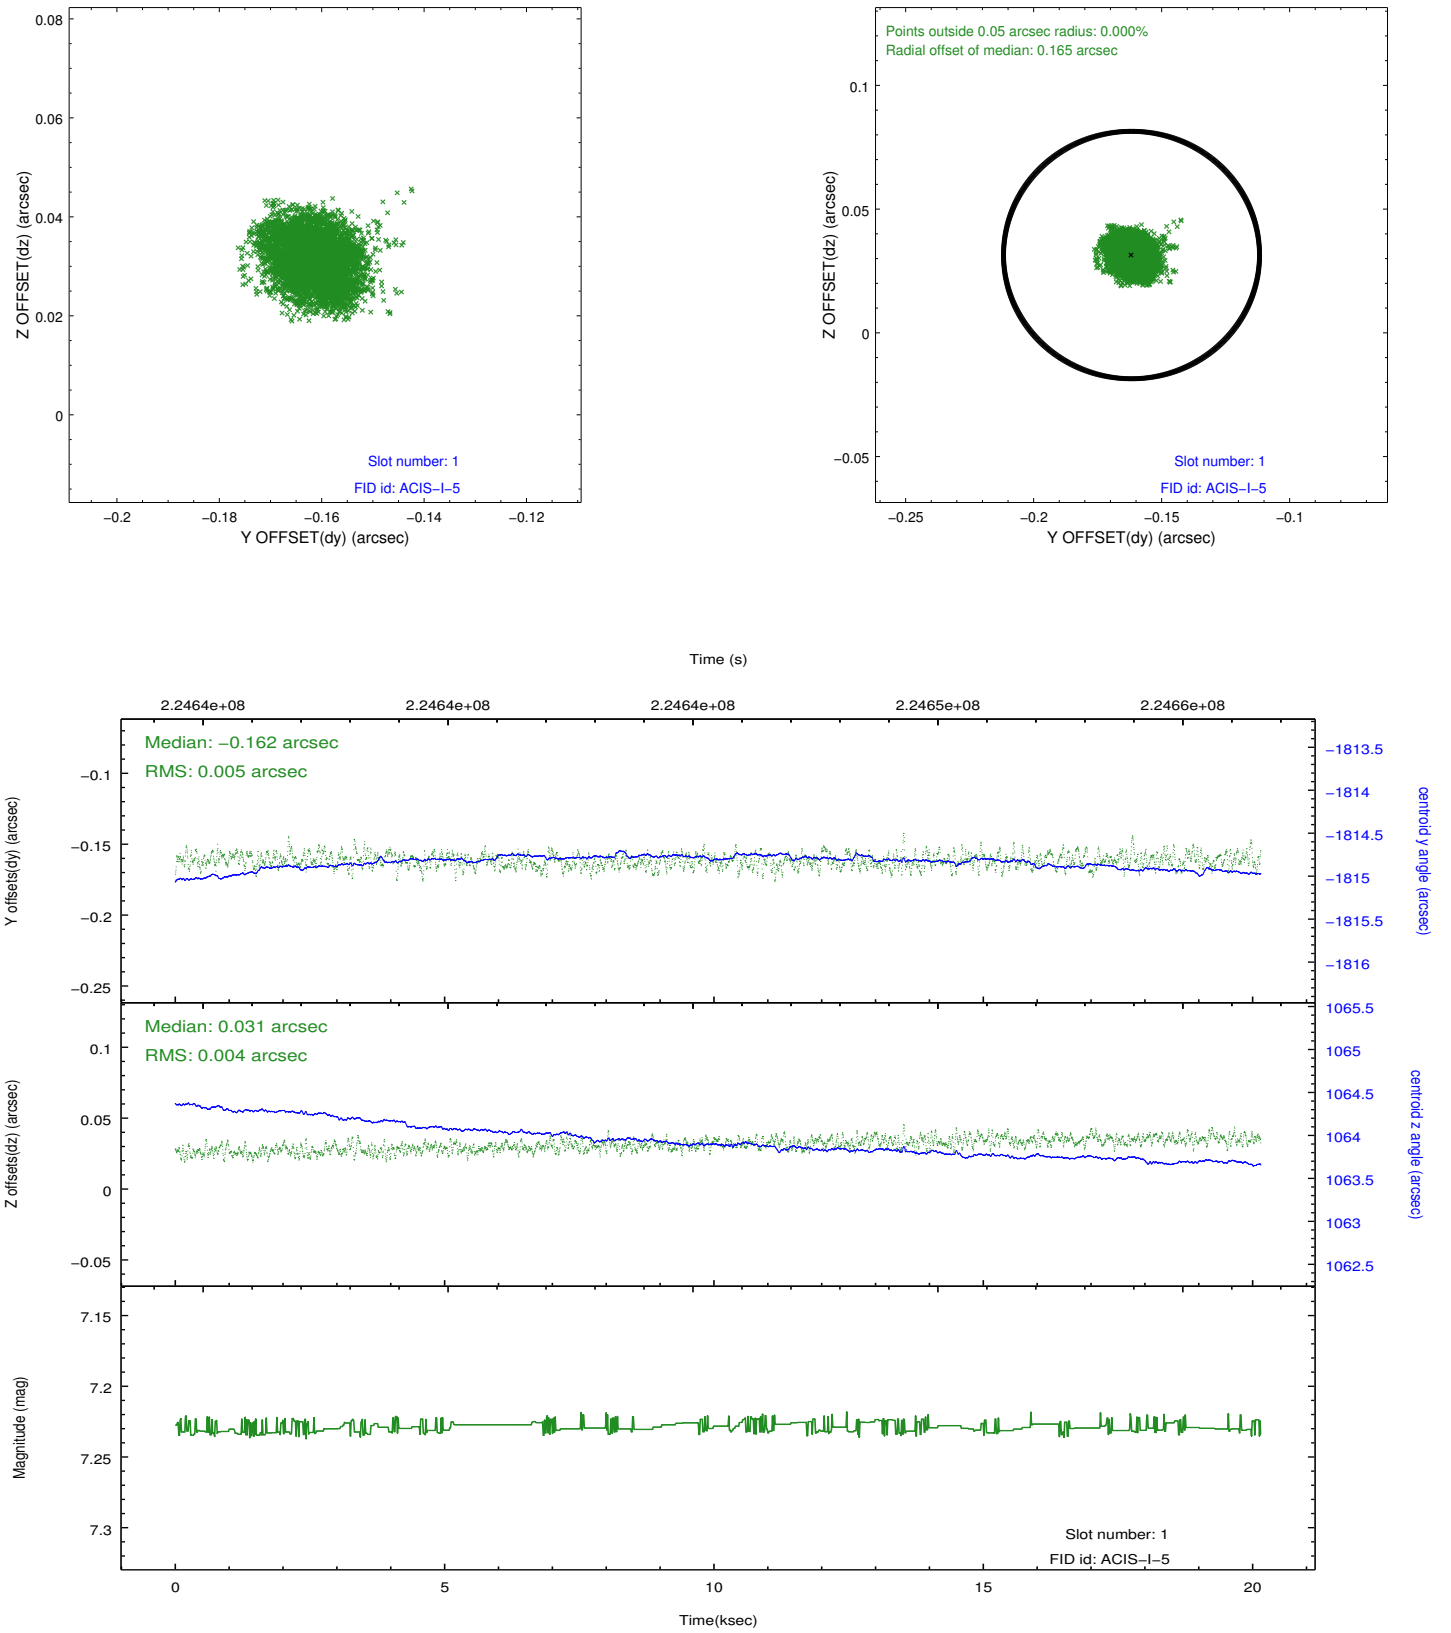 0.08
0.06
0.04
0.02
0
Z OFFSET(dz) (arcsec)
Slot number: 1
FID id: ACIS−I−5
−0.2
−0.18
−0.16
−0.14
−0.12
Y OFFSET(dy) (arcsec)
Points outside 0.05 arcsec radius: 0.000%
Radial offset of median: 0.165 arcsec
0.1
0.05
0
−0.05
Z OFFSET(dz) (arcsec)
Slot number: 1
FID id: ACIS−I−5
−0.25
−0.2
−0.15
−0.1
Y OFFSET(dy) (arcsec)
Time (s)
2.2464e+08
2.2464e+08
2.2464e+08
2.2465e+08
2.2466e+08
Median: −0.162 arcsec
RMS: 0.005 arcsec
−0.1
−0.15
−0.2
−0.25
Y offsets(dy) (arcsec)
−1813.5
−1814
−1814.5
−1815
−1815.5
−1816
centroid y angle (arcsec)
Median: 0.031 arcsec
RMS: 0.004 arcsec
0.1
0.05
0
−0.05
Z offsets(dz) (arcsec)
1065.5
1065
1064.5
1064
1063.5
1063
1062.5
centroid z angle (arcsec)
7.15
7.2
7.25
7.3
Magnitude (mag)
Slot number: 1
FID id: ACIS−I−5
0
5
10
15
20
Time(ksec)